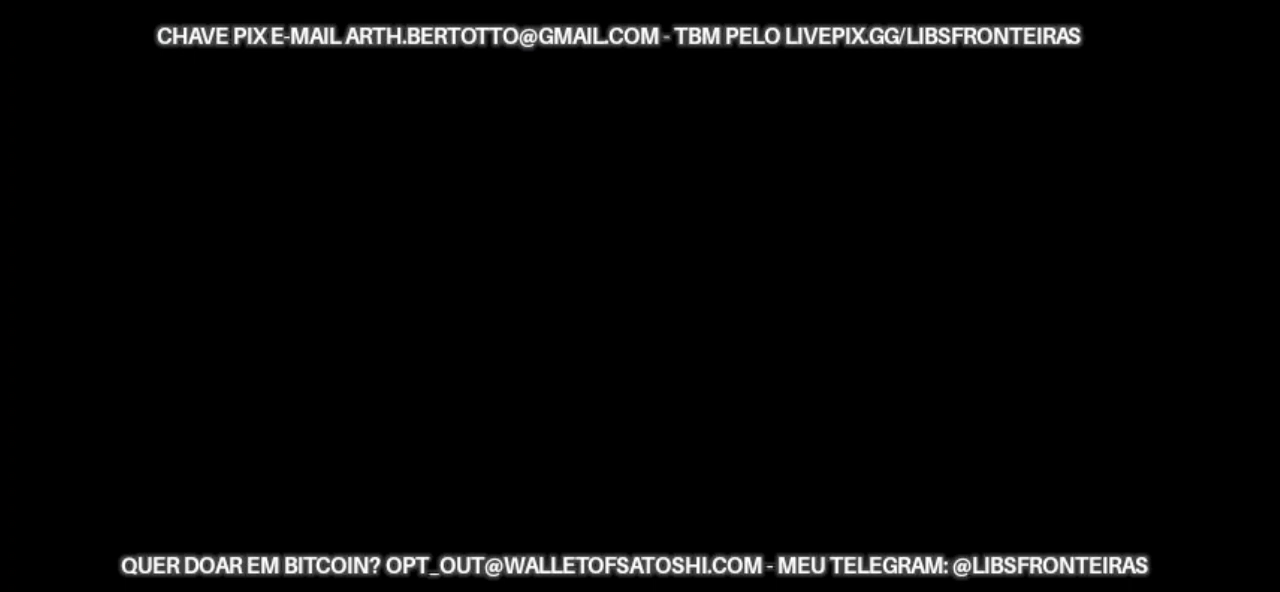 CHAVE PIX E-MAIL ARTH.BERTOTTO@GMAIL.COM - TBM PELO LIVEPIX.GG/LIBSFRONTEIRAS
QUER DOAR EM BITCOIN? OPT_OUT@WALLETOFSATOSHI.COM - MEU TELEGRAM: @LIBSFRONTEIRAS